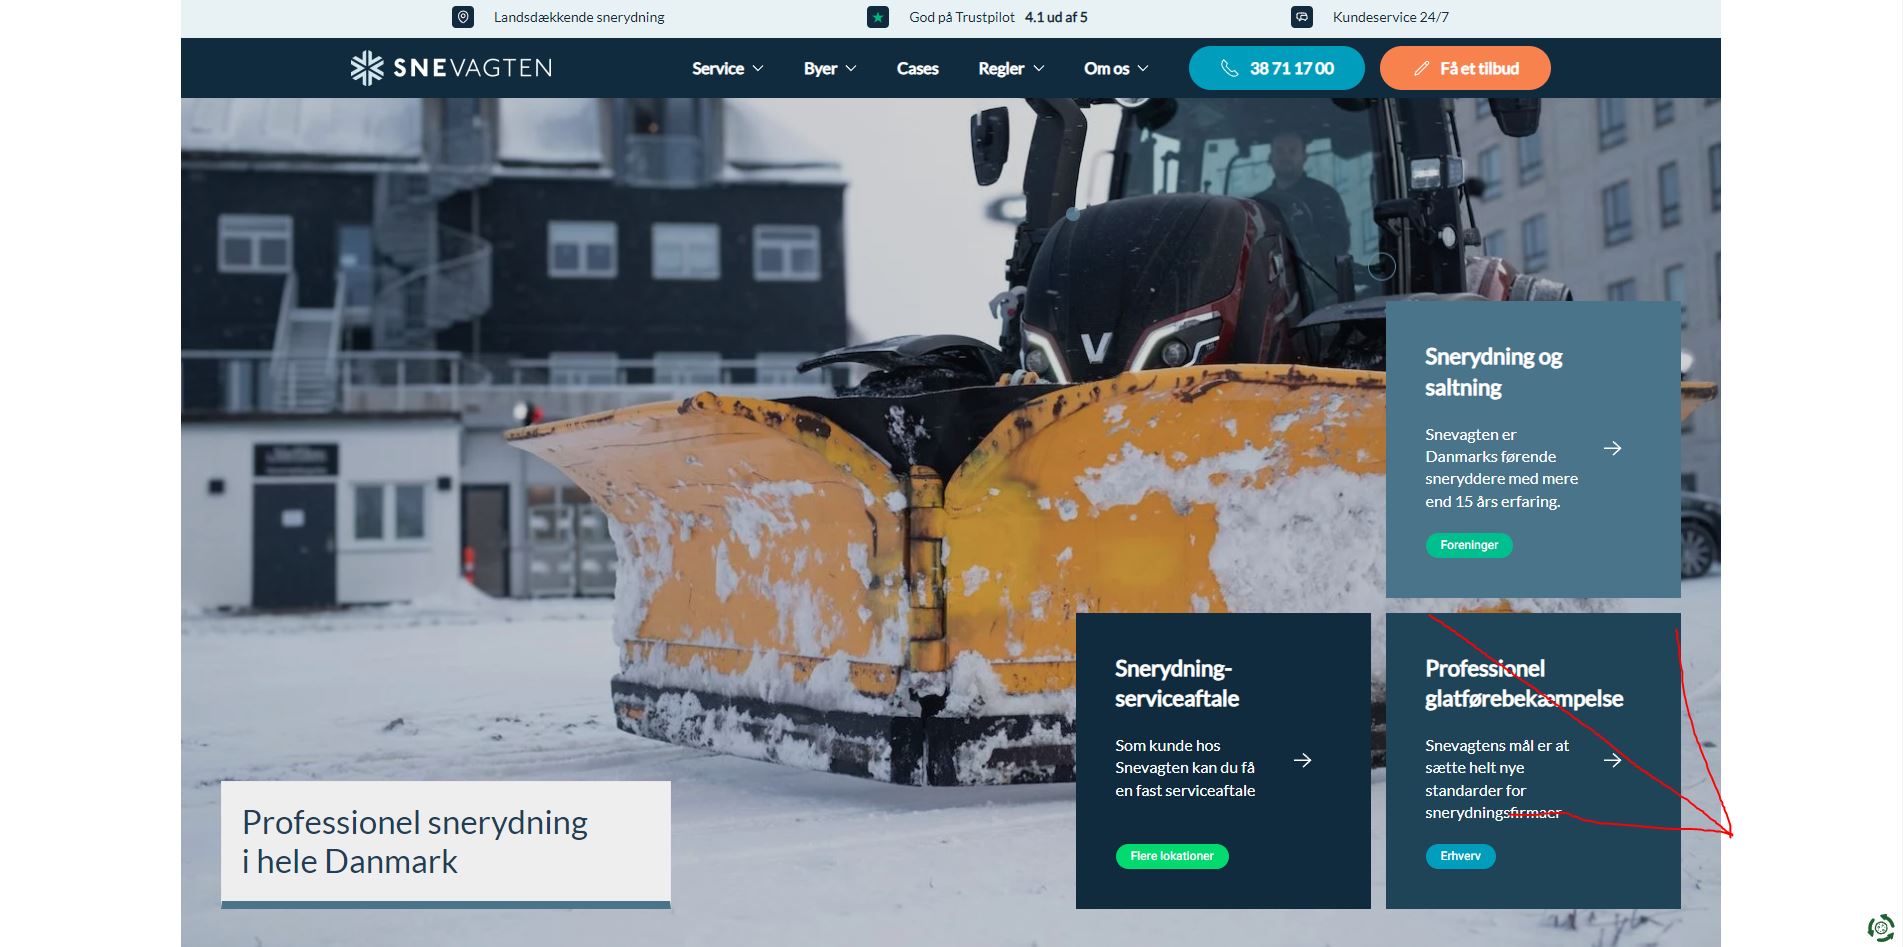 Landsdækkende snerydning
God på Trustpilot 4.1 ud af 5
Kundeservice 24/7
SNEVAGTEN
Service
Byer
Cases
Regler
Om os
38 71 17 00
Få et tilbud
V
Snerydning og
saltning
Snevagten er
Danmarks førende
sneryddere med mere
end 15 års erfaring.
Foreninger
Snerydning-
serviceaftale
Som kunde hos
Snevagten kan du få
en fast serviceaftale
Flere lokationer
Professionel
glatførebekæmpelse
Snevagtens mål er at
sætte helt nye
standarder for
snerydningsfirmaer
Erhverv
Professionel snerydning
i hele Danmark